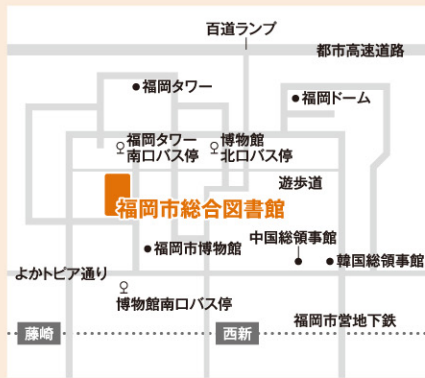 百道ランプ
都市高速道路
福岡タワー
福岡ドーム
福岡タワー
南口バス停
博物館
北口バス停
遊歩道
福岡市総合図書館
中国総領事館
福岡市博物館
韓国総領事館
よかトピア通り
博物館南口バス停
福岡市営地下鉄
藤崎
西新